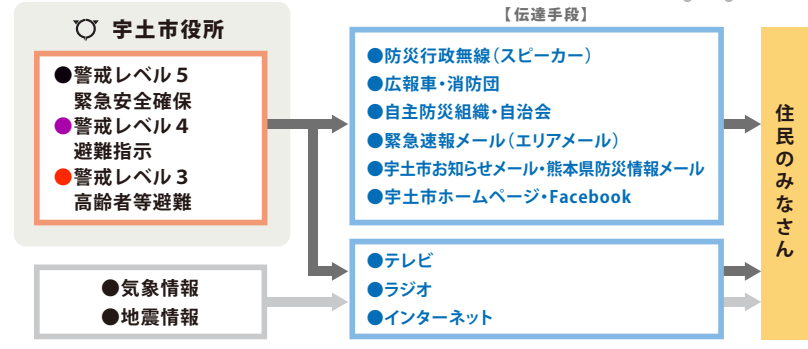 【伝達手段】
宇土市役所
●警戒レベル5
緊急安全確保
●警戒レベル4
避難指示
●警戒レベル3
高齢者等避難
●気象情報
●地震情報
●防災行政無線(スピーカー)
●広報車・消防団
●自主防災組織・自治会
●緊急速報メール(エリアメール)
●宇土市お知らせメール・熊本県防災情報メール
●宇土市ホームページ・Facebook
●テレビ
●ラジオ
●インターネット
住民のみなさん